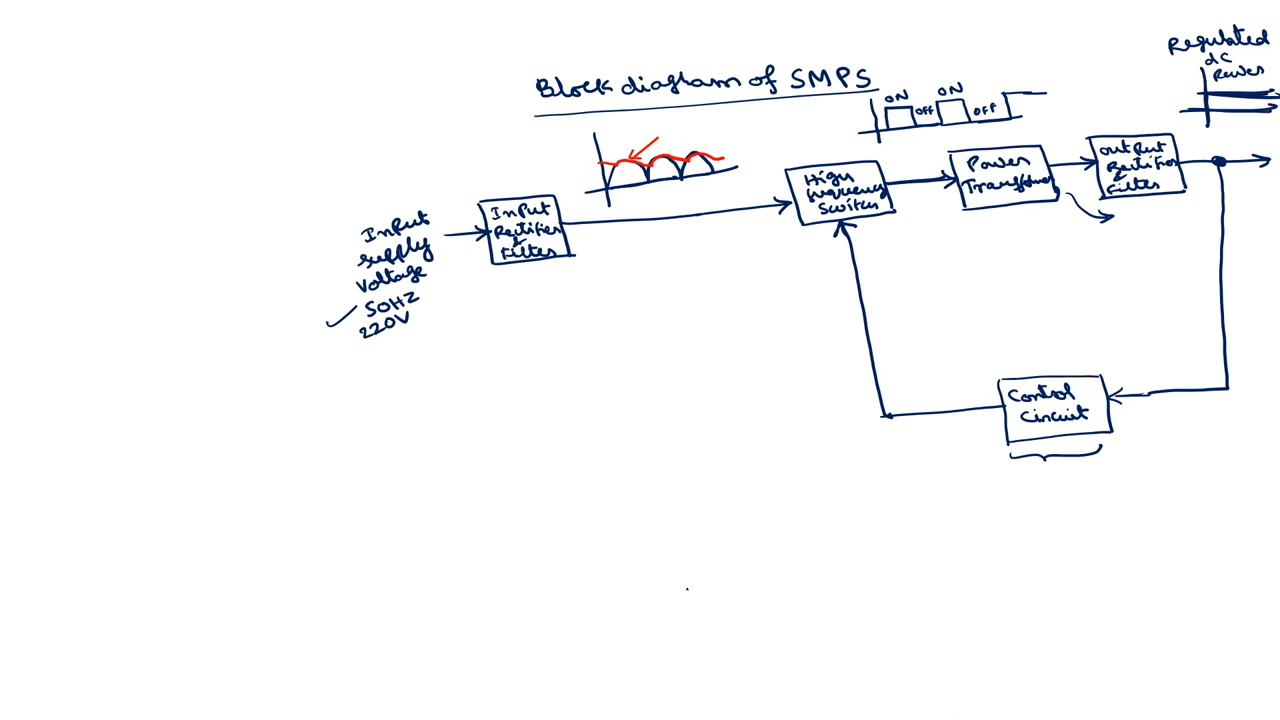 Block diagram of SMPS
Regulated
dc
Power
ON
OFF
ON
OFF
Input
supply
voltage
50HZ
220V
Input
Rectifier
&
Filter
High
frequency
Switch
Power
Transformer
output
Rectifier
&
Filter
Control
Circuit